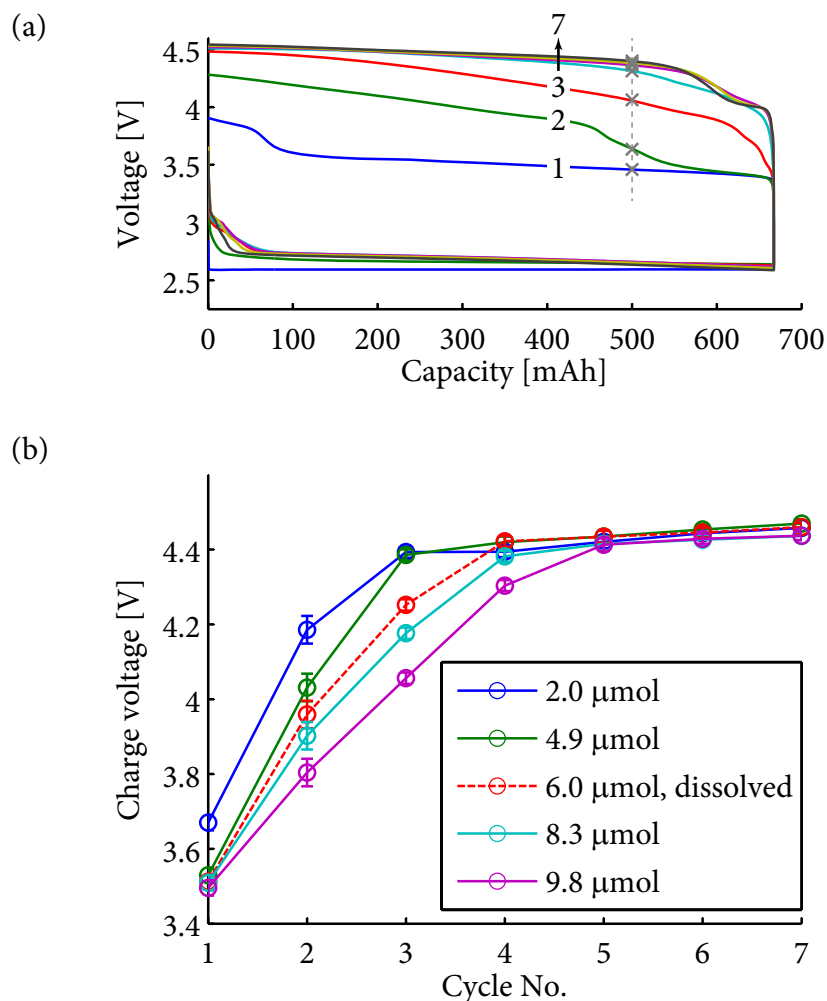 (a)
Voltage [V]
4.5
4
3.5
3
2.5
7
3
2
1
0 100 200 300 400 500 600 700
Capacity [mAh]
(b)
Charge voltage [V]
4.4
4.2
4
3.8
3.6
3.4
2.0 μmol
4.9 μmol
6.0 μmol, dissolved
8.3 μmol
9.8 μmol
1 2 3 4 5 6 7
Cycle No.